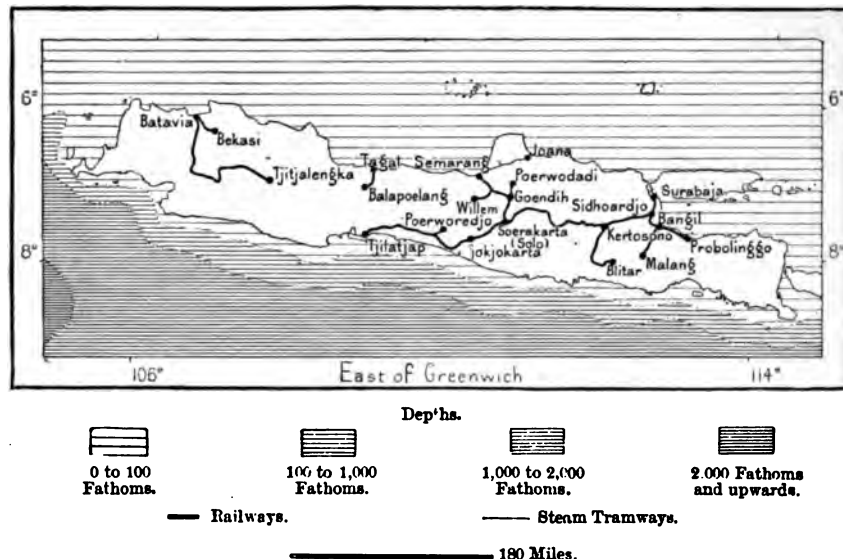 6°
6°
Batavia
Bekasi
Tjitjalengka
Tagal
Semarang
Joana
Poerwodadi
Balapoelang
Willem
Goendih
Sidhoardjo
Surabaja
Poerworedjo
Bangil
Tjilatjap
Soerakarta
(Solo)
Kertosono
Probolinggo
jokjokarta
Blitar
Malang
8°
8°
106°
East of Greenwich
114°
Depths.
0 to 100
Fathoms.
100 to 1,000
Fathoms.
1,000 to 2,000
Fathoms.
2.000 Fathoms
and upwards.
Railways.
Steam Tramways.
180 Miles.